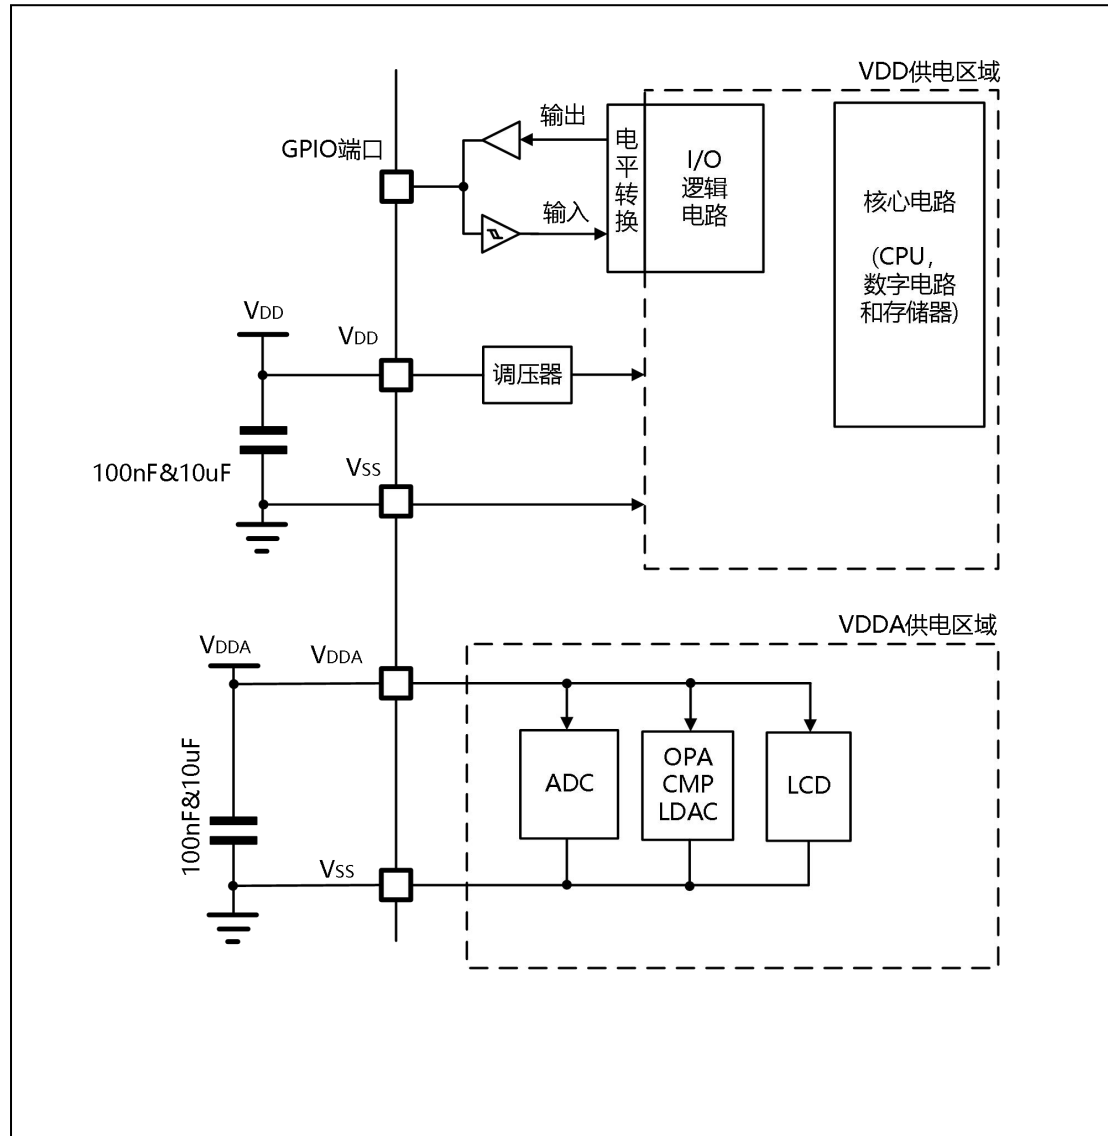 VDD供电区域
GPIO端口
输出
输入
电平转换
I/O
逻辑
电路
核心电路
(CPU，
数字电路
和存储器)
VDD
VDD
调压器
100nF&10uF
VSS
VDDA供电区域
VDDA
VDDA
100nF&10uF
ADC
OPA
CMP
LDAC
LCD
VSS